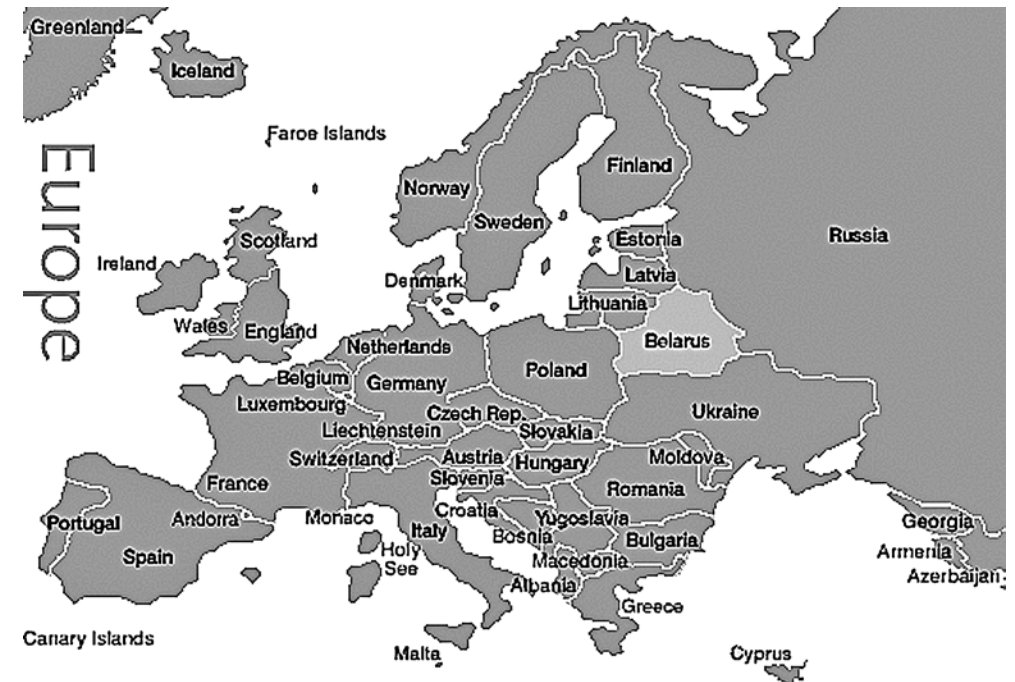 Greenland
Iceland
Faroe Islands
Europe
Norway
Finland
Sweden
Scotland
Estonia
Russia
Ireland
Denmark
Latvia
Lithuania
Wales
England
Netherlands
Belarus
Belgium
Germany
Poland
Luxembourg
Czech Rep.
Ukraine
Liechtenstein
Slovakia
Switzerland
Austria
Hungary
Moldova
Slovenia
France
Romania
Portugal
Andorra
Monaco
Italy
Croatia
Yugoslavia
Georgia
Spain
Holy
See
Bosnia
Bulgaria
Macedonia
Armenia
Albania
Azerbaijan
Greece
Canary Islands
Malta
Cyprus